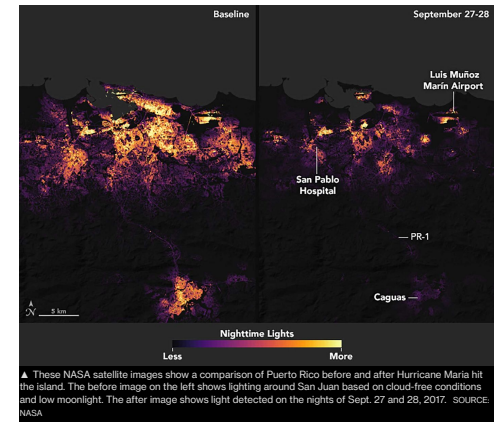 Baseline
September 27-28
Luis Muñoz
Marín Airport
San Pablo
Hospital
PR-1
Caguas
N
5 km
Nighttime Lights
Less
More
▲ These NASA satellite images show a comparison of Puerto Rico before and after Hurricane Maria hit
the island. The before image on the left shows lighting around San Juan based on cloud-free conditions
and low moonlight. The after image shows light detected on the nights of Sept. 27 and 28, 2017. SOURCE:
NASA